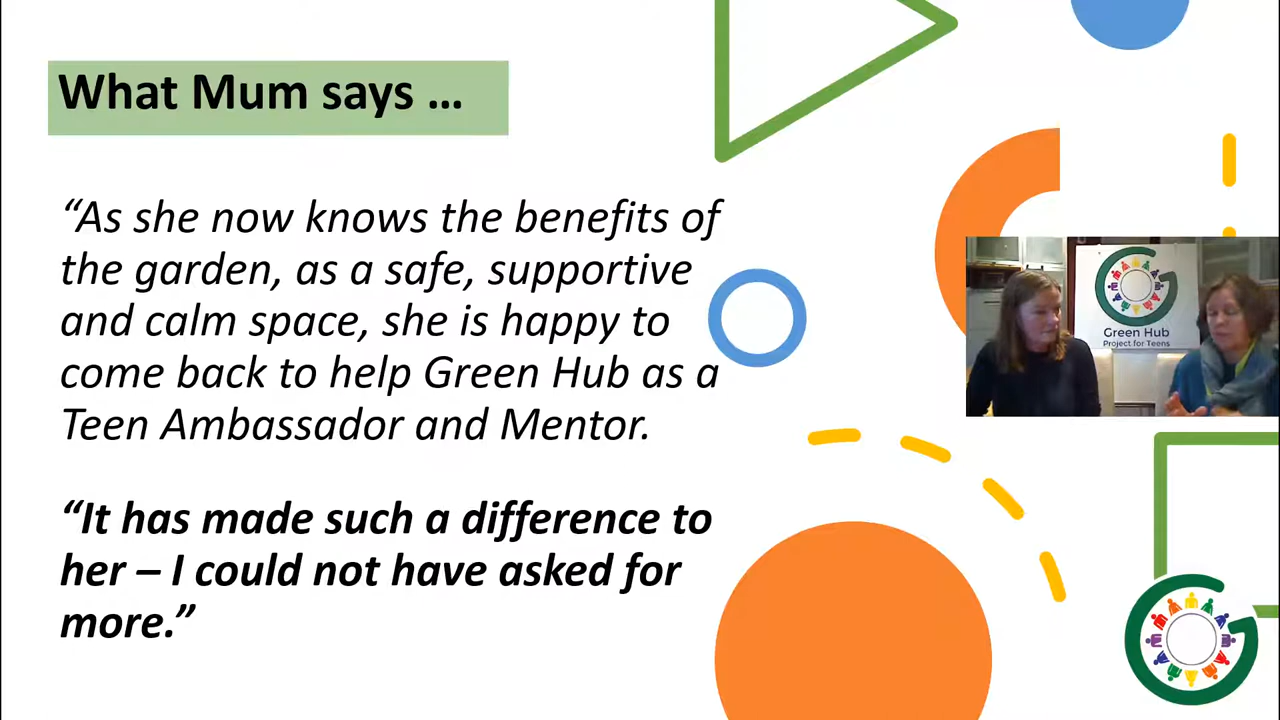 What Mum says …
“As she now knows the benefits of
the garden, as a safe, supportive
and calm space, she is happy to
come back to help Green Hub as a
Teen Ambassador and Mentor.
“It has made such a difference to
her – I could not have asked for
more.”
Green Hub
Project for Teens